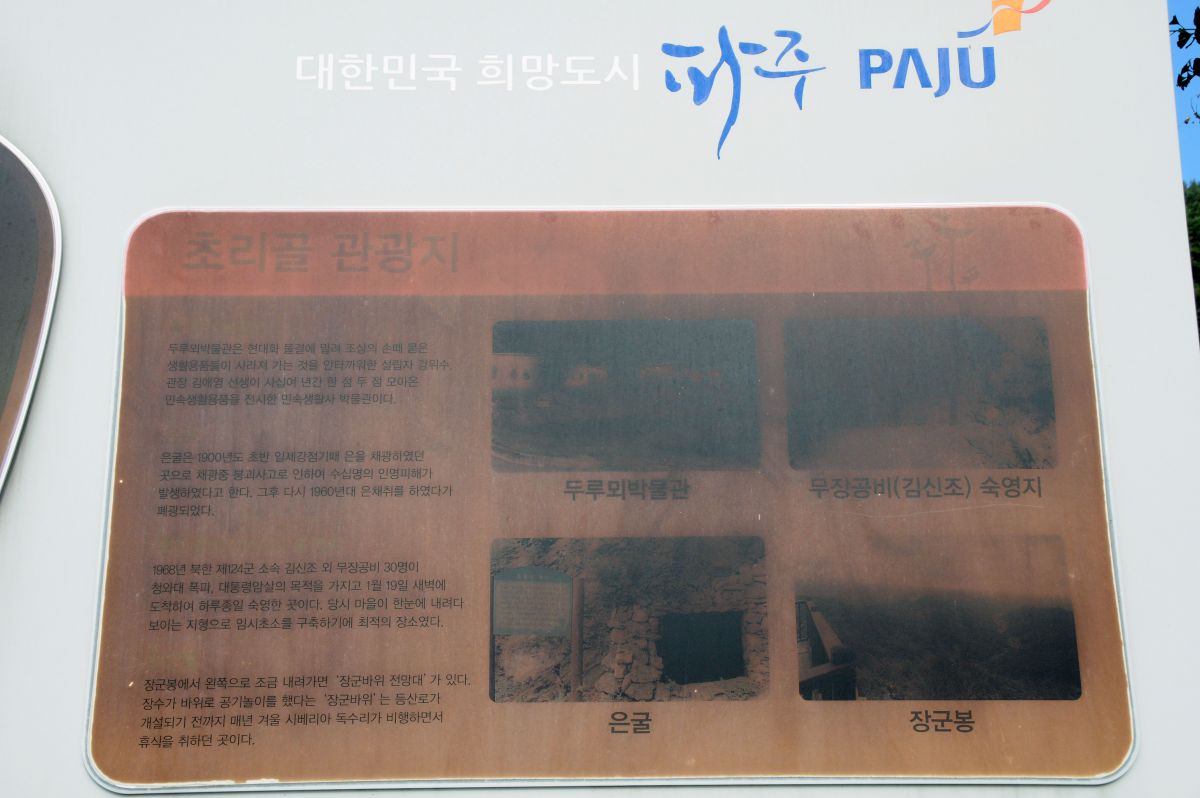 대한민국 희망도시 파주 PAJU
초리골 관광지
두루뫼박물관은 현대화 물결에 밀려 조상의 손때 묻은
생활용품들이 사라져 가는 것을 안타까워한 설립자 강위수,
관장 김애영 선생이 사십여 년간 한 점 두 점 모아온
민속생활용품을 전시한 민속생활사 박물관이다.
은굴은 1900년도 초반 일제강점기때 은을 채광하였던
곳으로 채광중 붕괴사고로 인하여 수십명의 인명피해가
발생하였다고 한다. 그후 다시 1960년대 은채취를 하였다가
폐광되었다.
1968년 북한 제124군 소속 김신조 외 무장공비 30명이
청와대 폭파, 대통령암살의 목적을 가지고 1월 19일 새벽에
도착하여 하루종일 숙영한 곳이다. 당시 마을이 한눈에 내려다
보이는 지형으로 임시초소를 구축하기에 최적의 장소였다.
장군봉에서 왼쪽으로 조금 내려가면 '장군바위 전망대'가 있다.
장수가 바위로 공기놀이를 했다는 '장군바위'는 등산로가
개설되기 전까지 매년 겨울 시베리아 독수리가 비행하면서
휴식을 취하던 곳이다.
두루뫼박물관
무장공비(김신조) 숙영지
은굴
장군봉